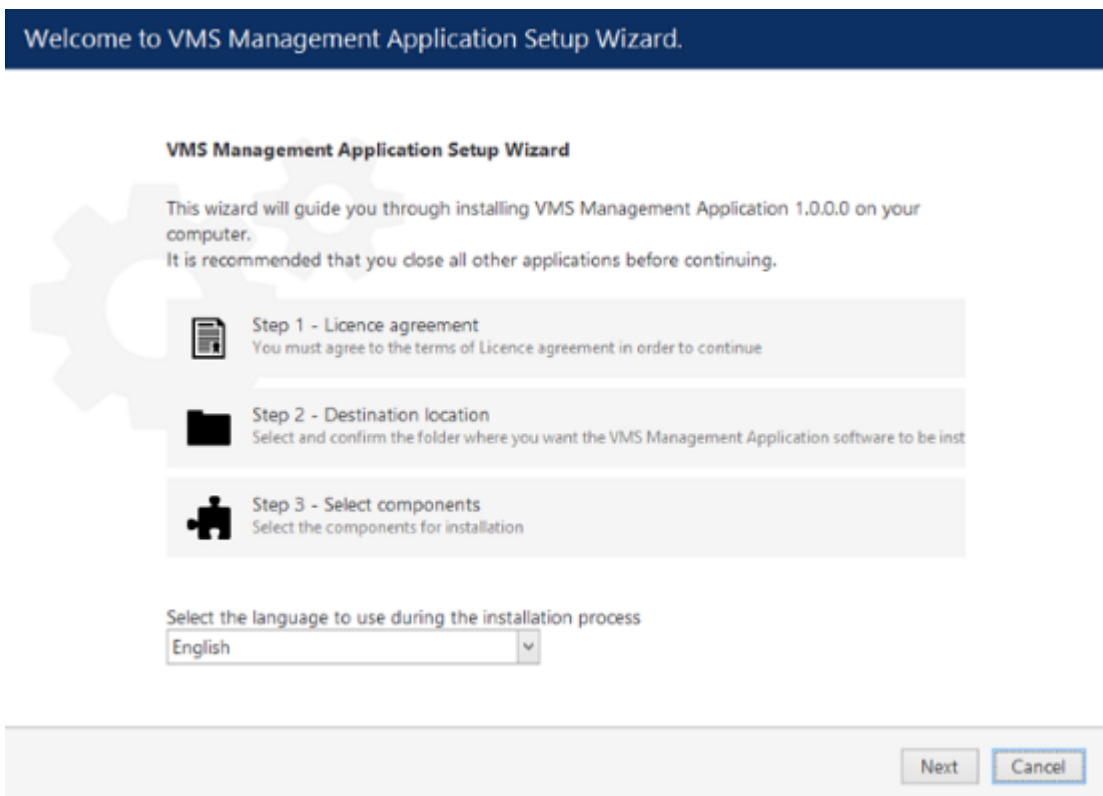 Welcome to VMS Management Application Setup Wizard.
VMS Management Application Setup Wizard
This wizard will guide you through installing VMS Management Application 1.0.0.0 on your
computer.
It is recommended that you close all other applications before continuing.
Step 1 - Licence agreement
You must agree to the terms of Licence agreement in order to continue
Step 2 - Destination location
Select and confirm the folder where you want the VMS Management Application software to be inst
Step 3 - Select components
Select the components for installation
Select the language to use during the installation process
English
Next Cancel